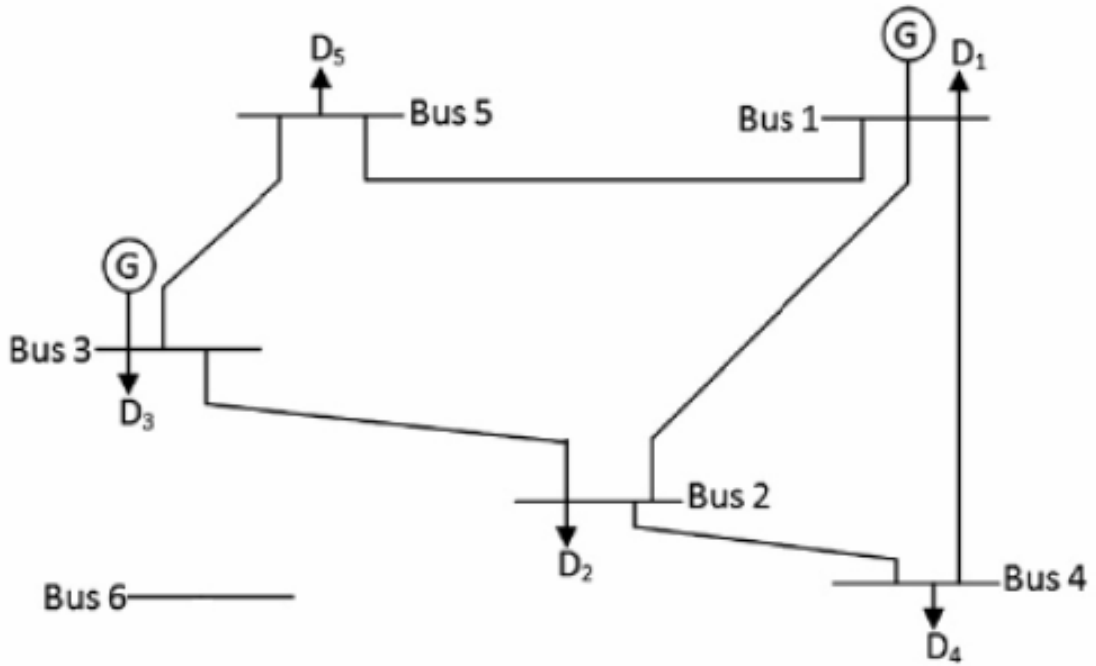 G
D₅
D₁
Bus 5
Bus 1
G
Bus 3
D₃
Bus 2
D₂
Bus 4
Bus 6
D₄